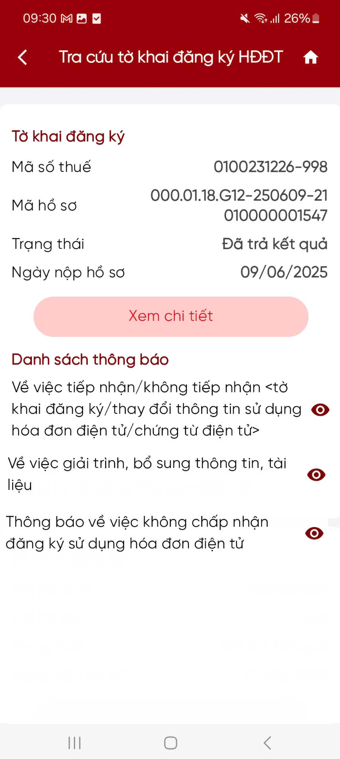 09:30 26%
Tra cứu tờ khai đăng ký HĐĐT
Tờ khai đăng ký
Mã số thuế 0100231226-998
Mã hồ sơ 000.01.18.G12-250609-21
010000001547
Trạng thái Đã trả kết quả
Ngày nộp hồ sơ 09/06/2025
Xem chi tiết
Danh sách thông báo
Về việc tiếp nhận/không tiếp nhận <tờ
khai đăng ký/thay đổi thông tin sử dụng
hóa đơn điện tử/chứng từ điện tử>
Về việc giải trình, bổ sung thông tin, tài
liệu
Thông báo về việc không chấp nhận
đăng ký sử dụng hóa đơn điện tử